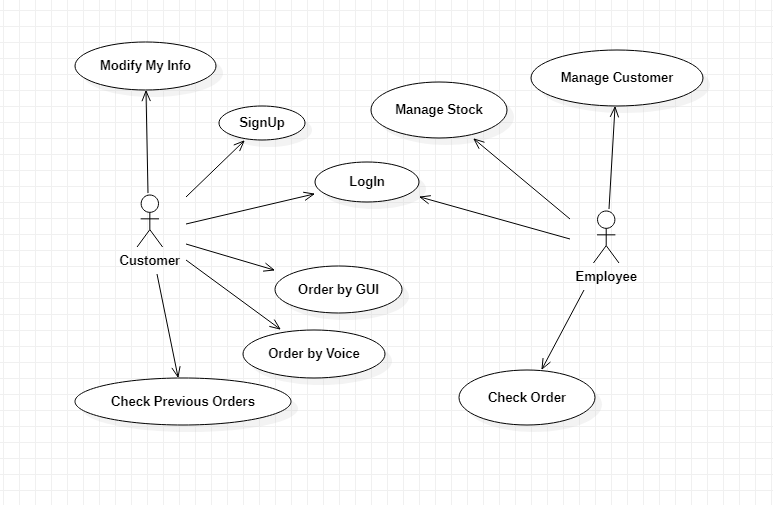 Modify My Info
Manage Customer
Manage Stock
SignUp
LogIn
Customer
Employee
Order by GUI
Order by Voice
Check Previous Orders
Check Order